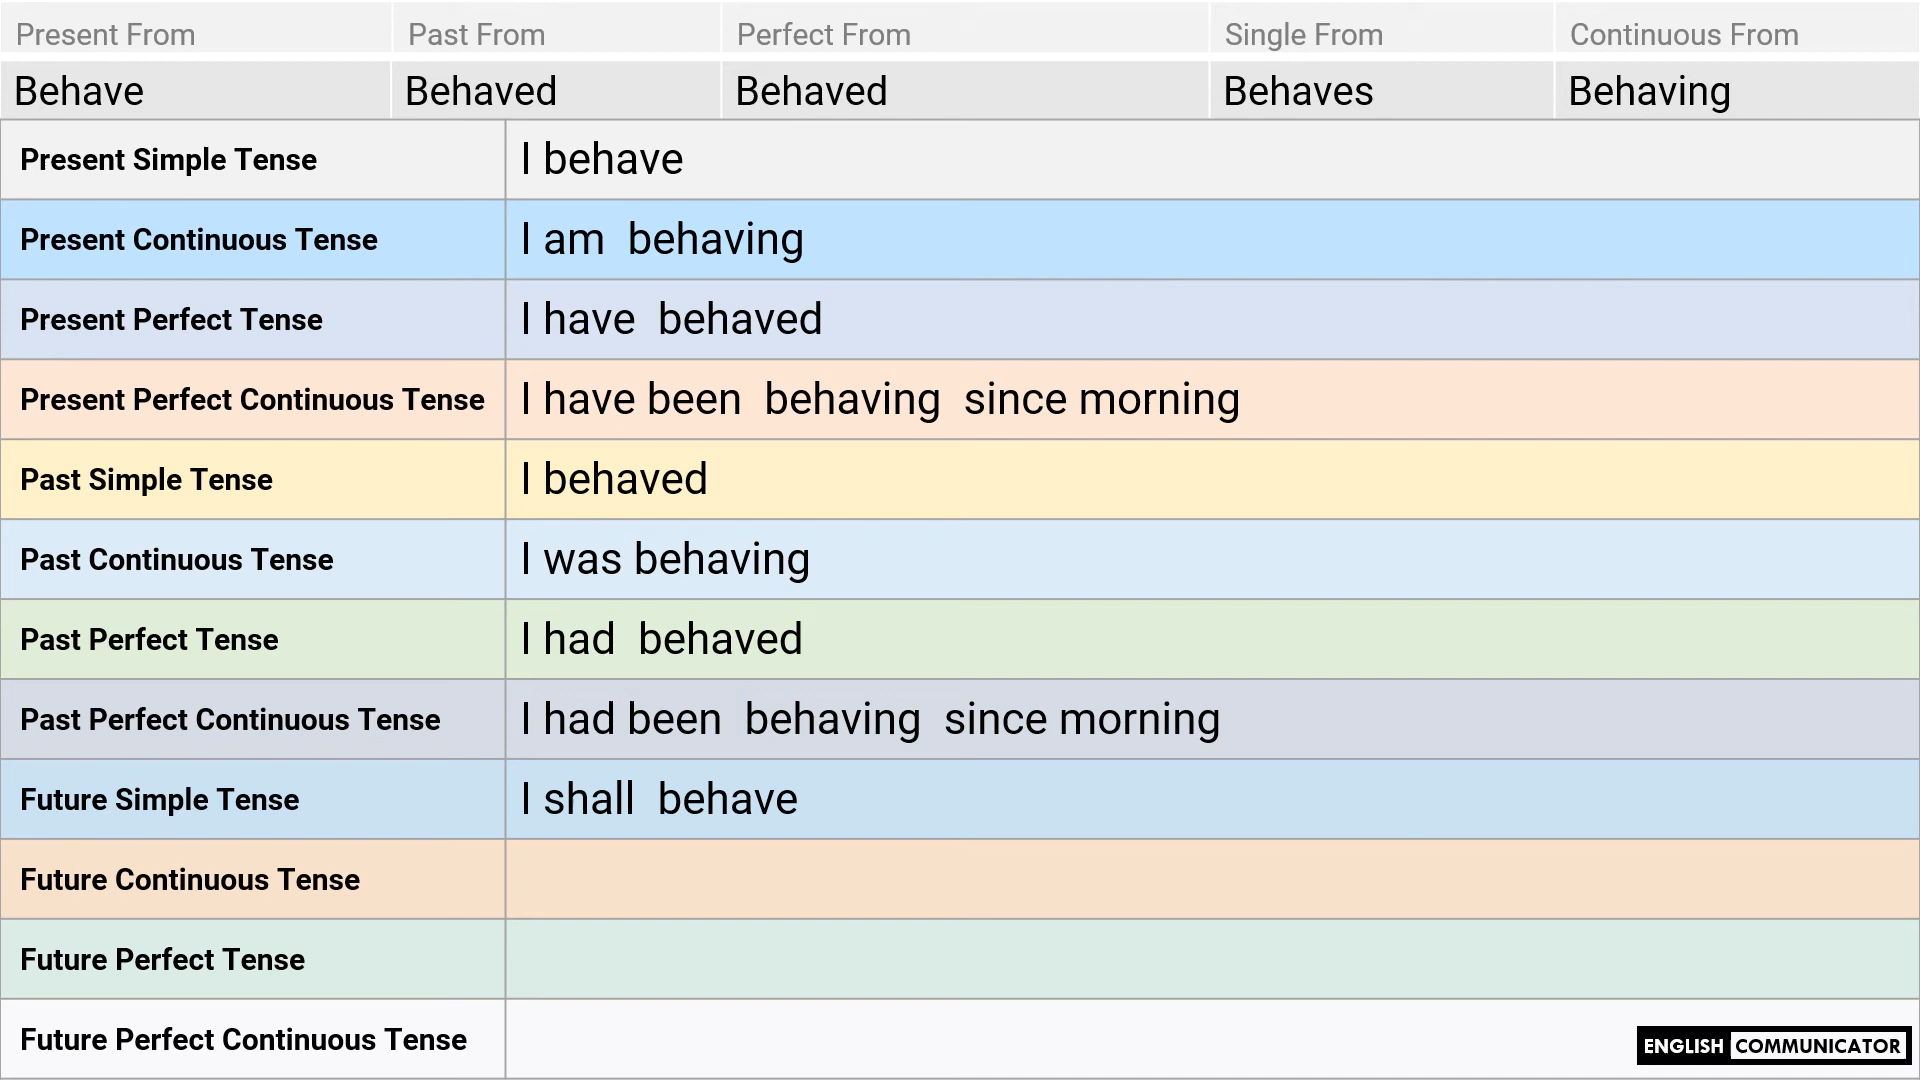 Present From Past From Perfect From Single From Continuous From
Behave Behaved Behaved Behaves Behaving
Present Simple Tense I behave
Present Continuous Tense I am behaving
Present Perfect Tense I have behaved
Present Perfect Continuous Tense I have been behaving since morning
Past Simple Tense I behaved
Past Continuous Tense I was behaving
Past Perfect Tense I had behaved
Past Perfect Continuous Tense I had been behaving since morning
Future Simple Tense I shall behave
Future Continuous Tense
Future Perfect Tense
Future Perfect Continuous Tense
ENGLISH COMMUNICATOR